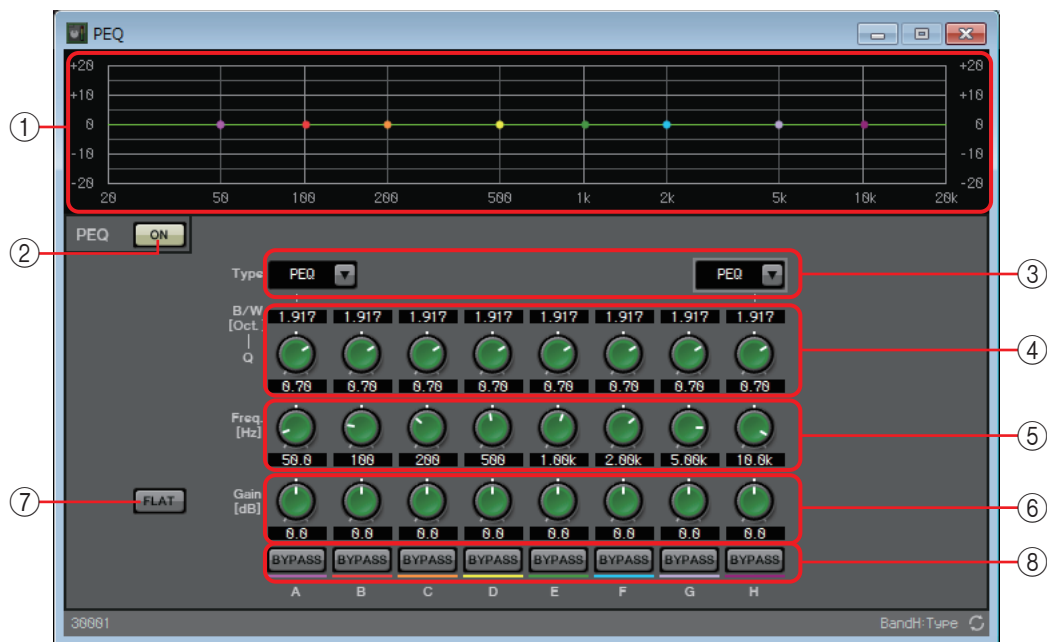 PEQ
+20 +20
+10 +10
① 0 0
-10 -10
-20 -20
20 50 100 200 500 1k 2k 5k 10k 20k
PEQ ON
②
Type PEQ PEQ ③
B/W [Oct.] | Q
1.917 1.917 1.917 1.917 1.917 1.917 1.917 1.917
④
0.70 0.70 0.70 0.70 0.70 0.70 0.70 0.70
Freq. [Hz]
⑤
50.0 100 200 500 1.00k 2.00k 5.00k 10.0k
⑦ FLAT
Gain [dB]
⑥
0.0 0.0 0.0 0.0 0.0 0.0 0.0 0.0
BYPASS BYPASS BYPASS BYPASS BYPASS BYPASS BYPASS BYPASS ⑧
A B C D E F G H
30001 BandH:Type